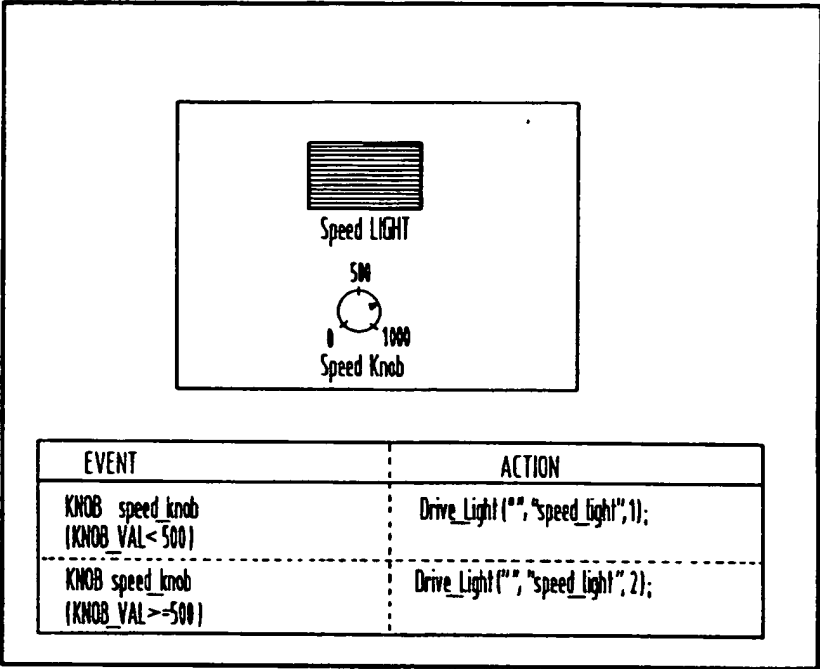 Speed LIGHT
500
0
1000
Speed Knob
EVENT
ACTION
KNOB speed_knob
(KNOB_VAL<500)
Drive_Light("", "speed_light",1);
KNOB speed_knob
(KNOB_VAL>=500)
Drive_Light("", "speed_light", 2);